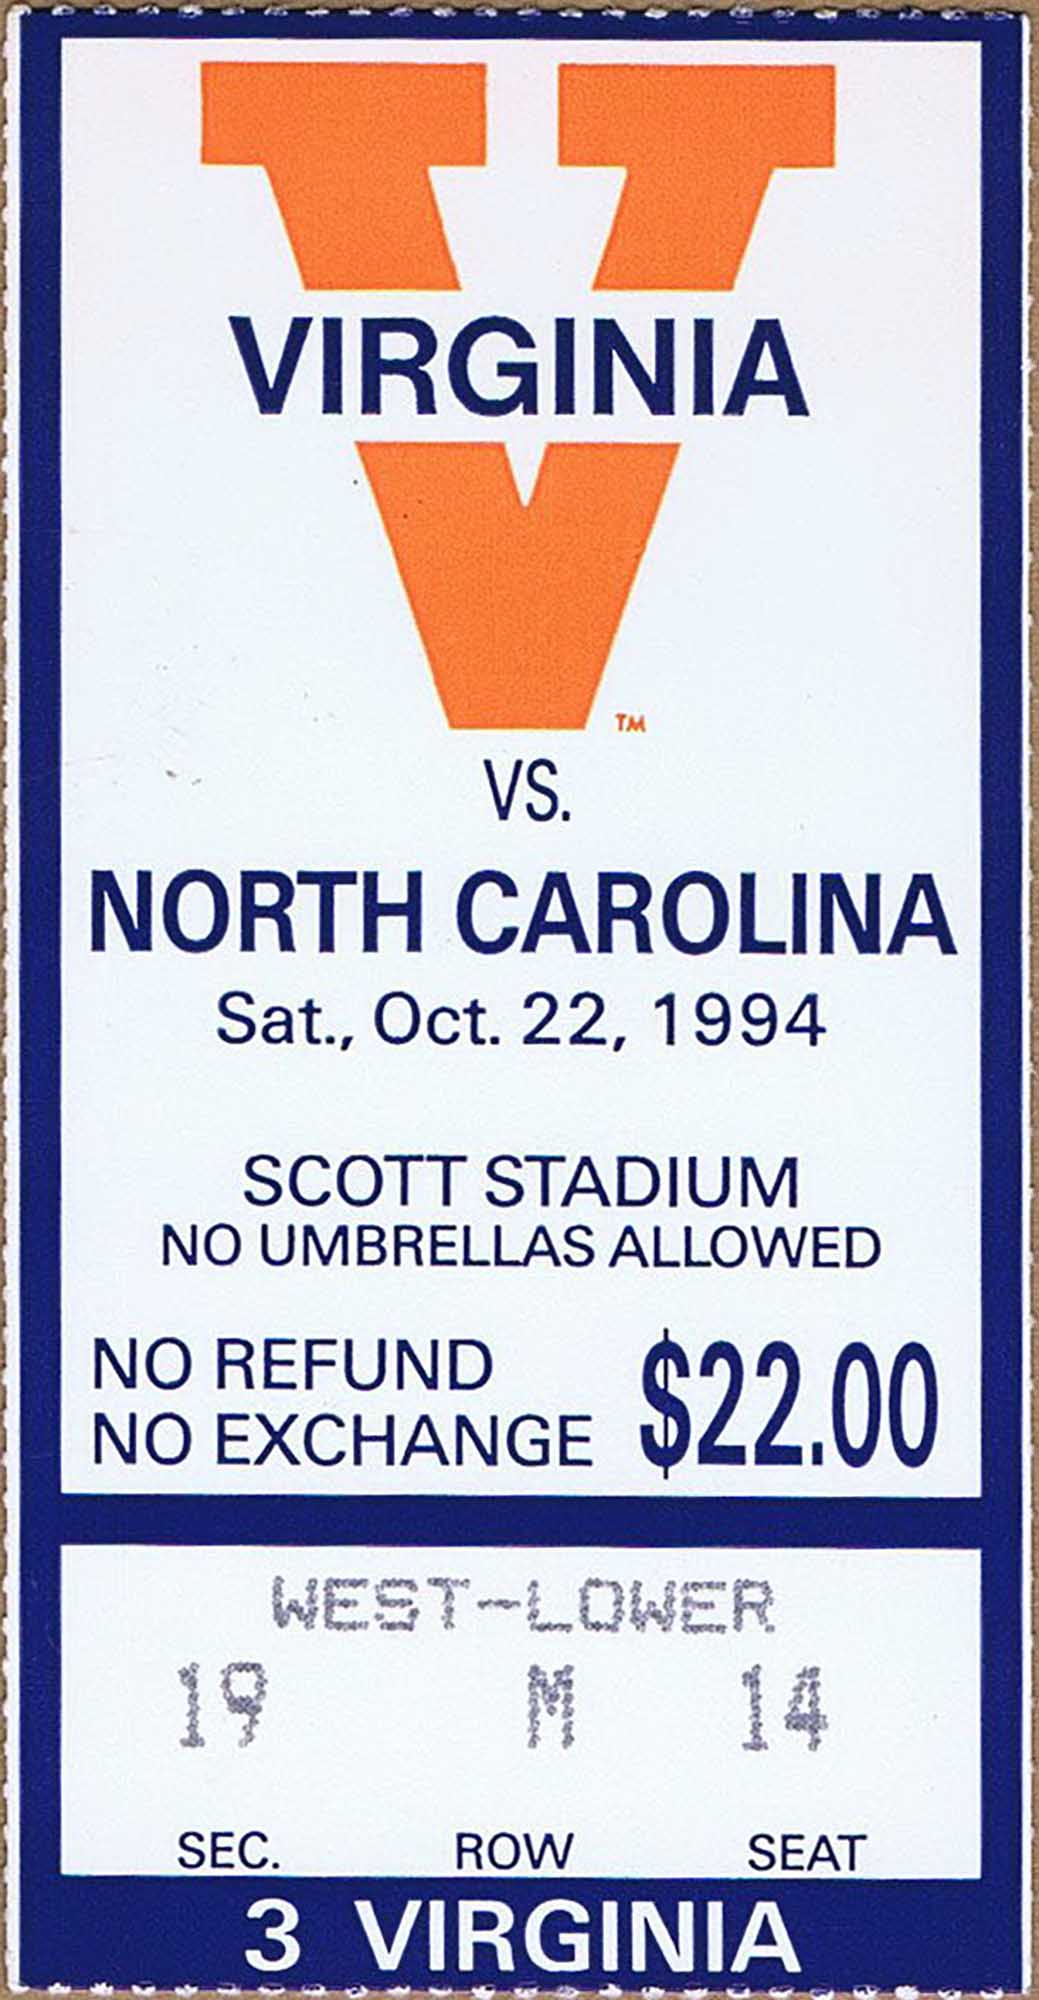 VIRGINIA
TM
VS.
NORTH CAROLINA
Sat., Oct. 22, 1994
SCOTT STADIUM
NO UMBRELLAS ALLOWED
NO REFUND
NO EXCHANGE $22.00
WEST-LOWER
19 M 14
SEC. ROW SEAT
3 VIRGINIA